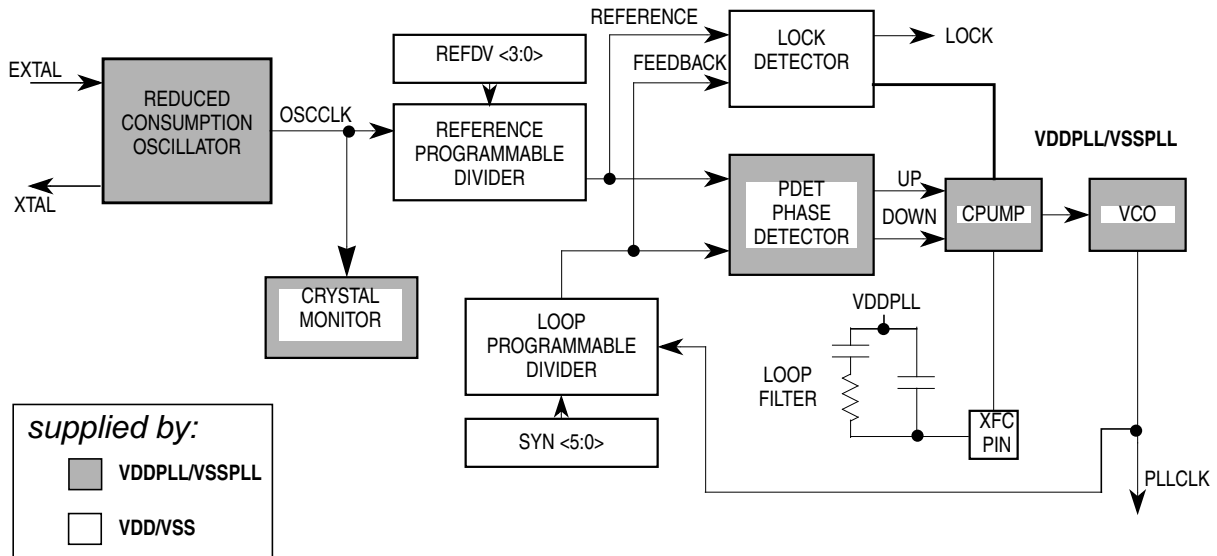 REFERENCE
FEEDBACK
LOCK
DETECTOR
LOCK
REFDV <3:0>
EXTAL
XTAL
REDUCED
CONSUMPTION
OSCILLATOR
OSCCLK
REFERENCE
PROGRAMMABLE
DIVIDER
CRYSTAL
MONITOR
PDET
PHASE
DETECTOR
UP
DOWN
CPUMP
VDDPLL/VSSPLL
VCO
LOOP
PROGRAMMABLE
DIVIDER
SYN <5:0>
VDDPLL
LOOP
FILTER
XFC
PIN
PLLCLK
supplied by:
VDDPLL/VSSPLL
VDD/VSS